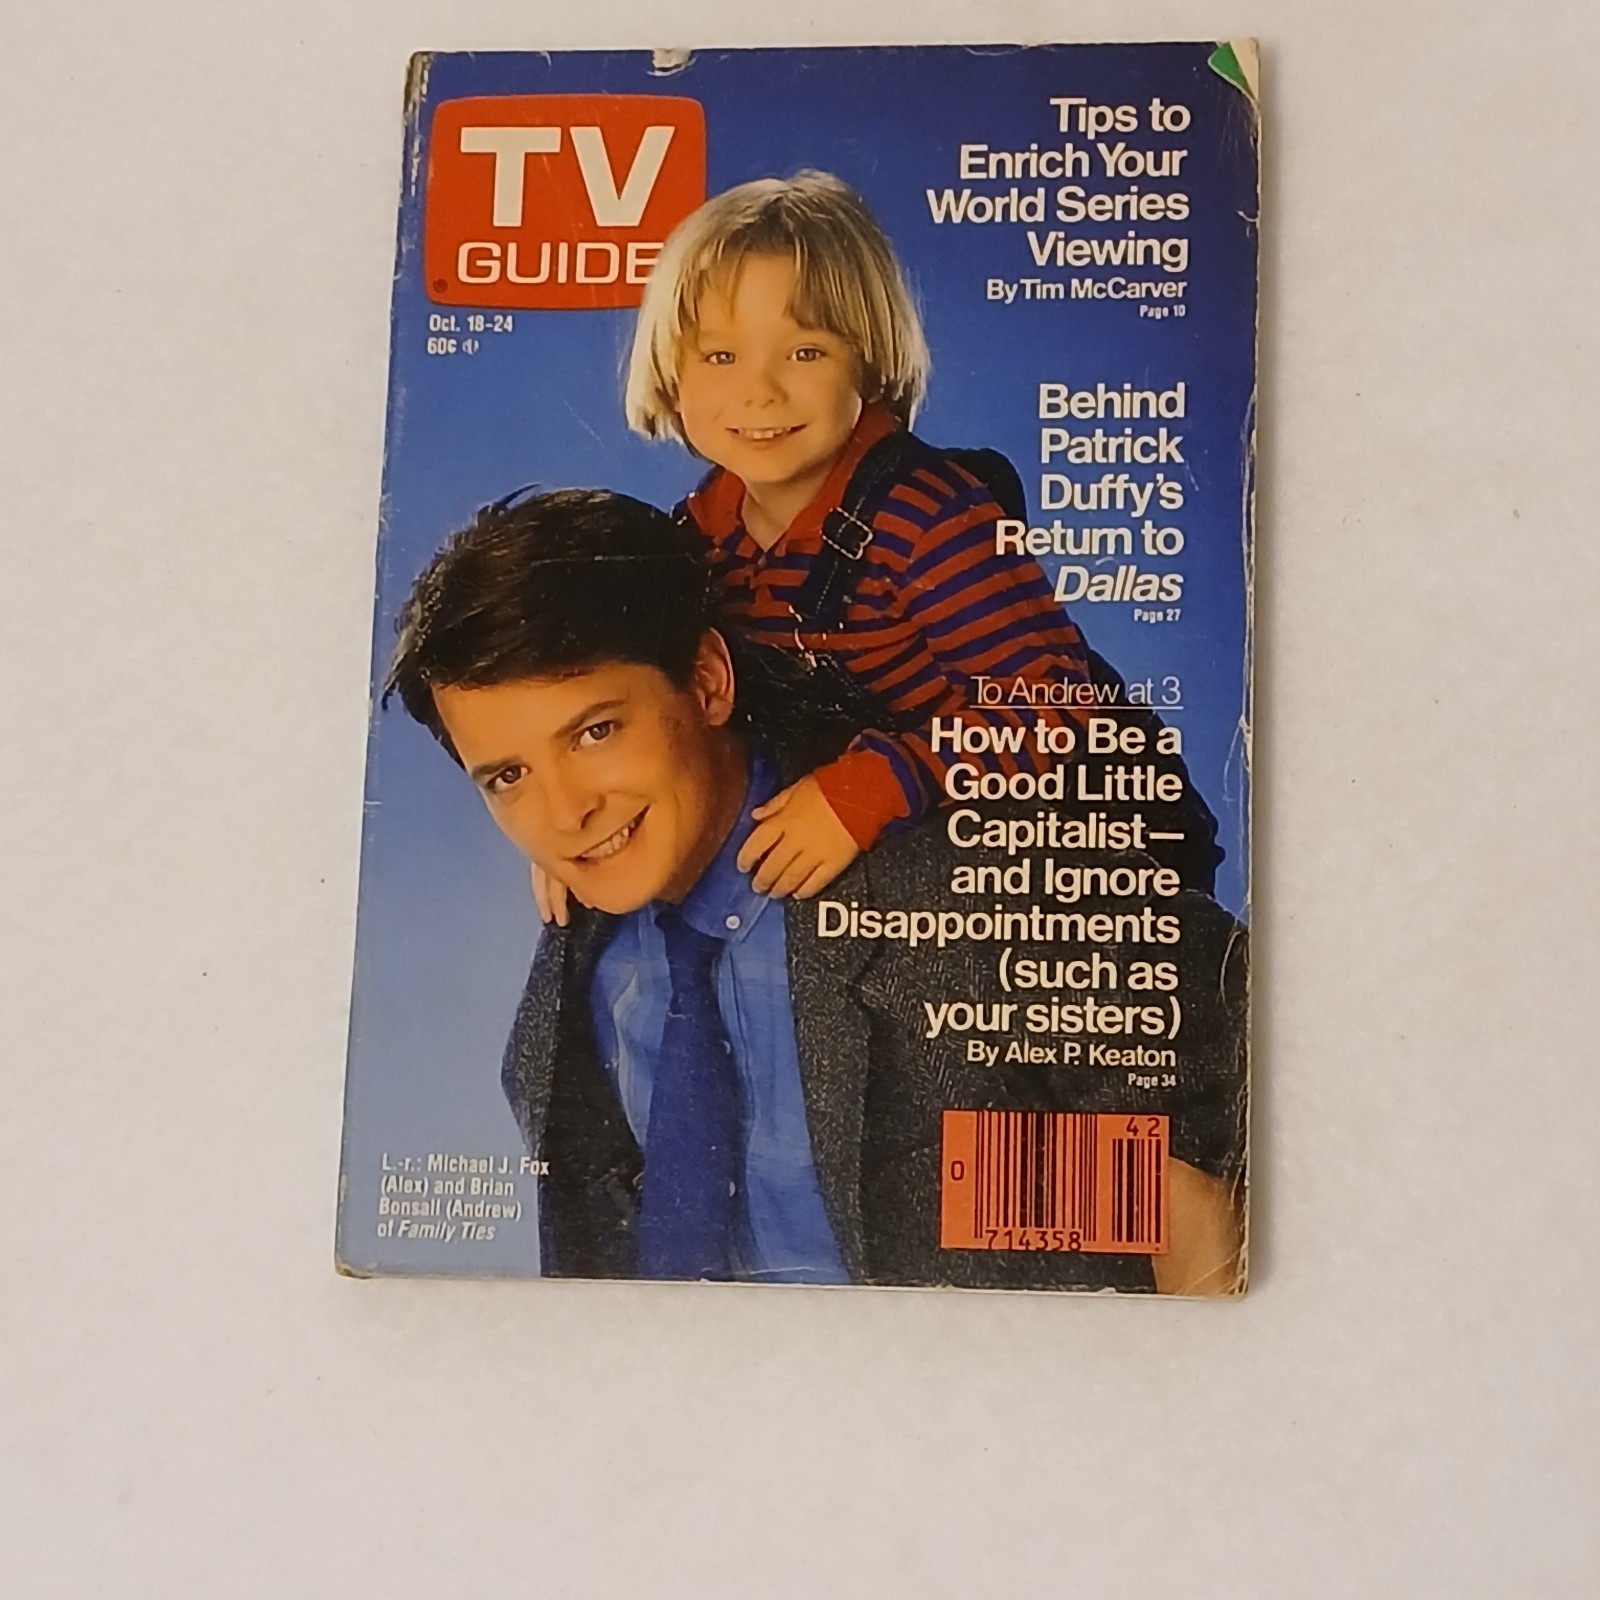 TV
GUIDE
Oct. 18-24
60¢
Tips to
Enrich Your
World Series
Viewing
By Tim McCarver
Page 10
Behind
Patrick
Duffy's
Return to
Dallas
Page 27
To Andrew at 3
How to Be a
Good Little
Capitalist—
and Ignore
Disappointments
(such as
your sisters)
By Alex P. Keaton
Page 34
L.-r.: Michael J. Fox
(Alex) and Brian
Bonsall (Andrew)
of Family Ties
42
0
714358